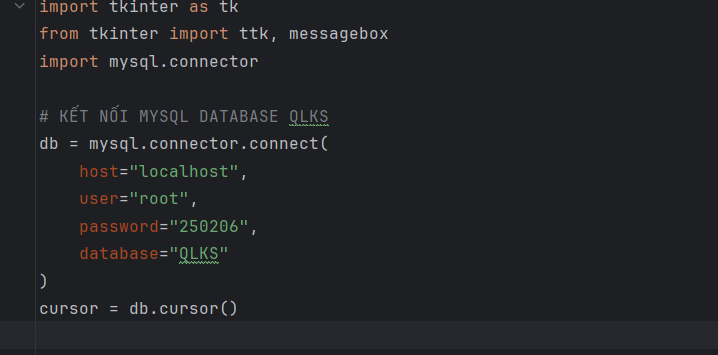 import tkinter as tk
from tkinter import ttk, messagebox
import mysql.connector
# KẾT NỐI MYSQL DATABASE QLKS
db = mysql.connector.connect(
    host="localhost",
    user="root",
    password="250206",
    database="QLKS"
)
cursor = db.cursor()